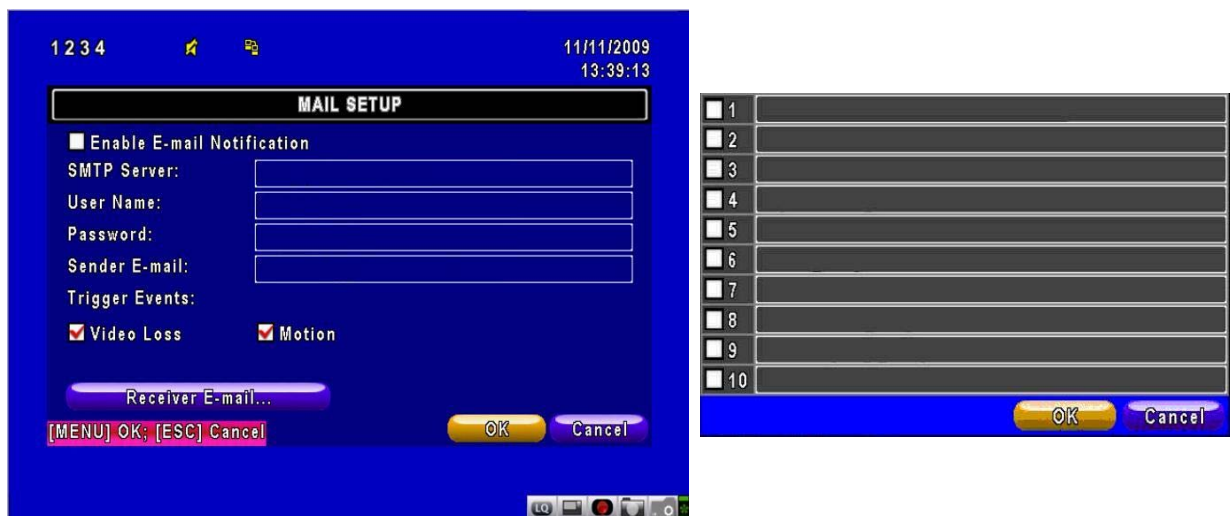 1234 11/11/2009
13:39:13
MAIL SETUP
Enable E-mail Notification
SMTP Server:
User Name:
Password:
Sender E-mail:
Trigger Events:
Video Loss Motion
Receiver E-mail...
[MENU] OK; [ESC] Cancel OK Cancel
LQ
1
2
3
4
5
6
7
8
9
10
OK Cancel